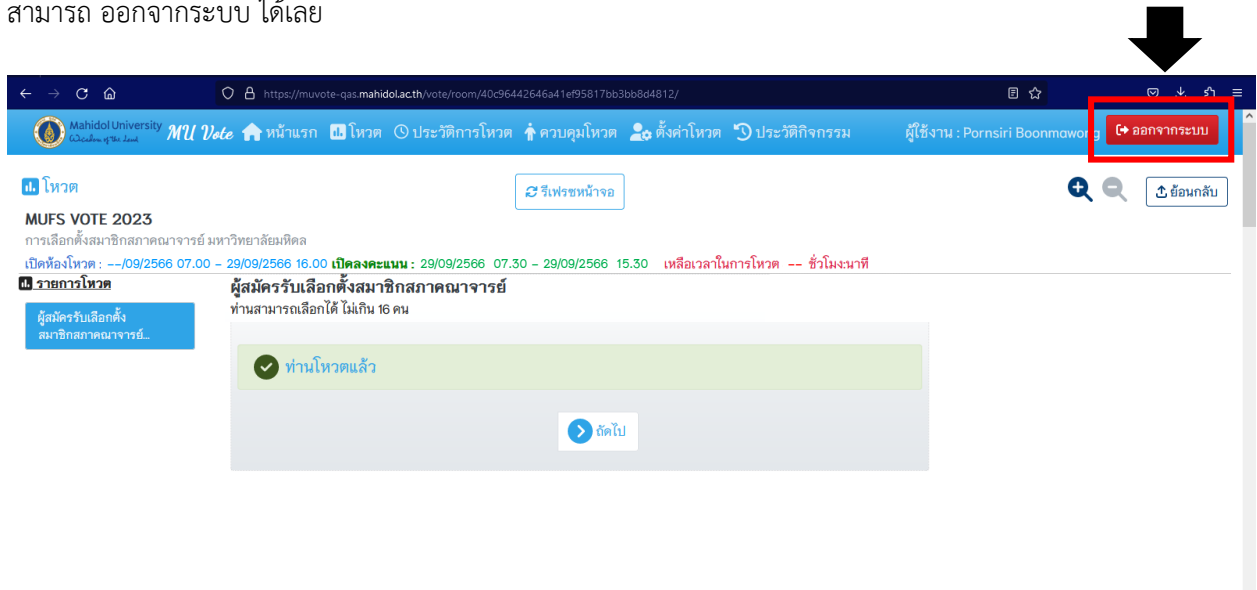 สามารถ ออกจากระบบ ได้เลย
https://muvote-qas.mahidol.ac.th/vote/room/40c96442646a41ef95817bb3bb8d4812/
Mahidol University
Wisdom of the Land
MU Vote หน้าแรก โหวต ประวัติการโหวต ควบคุมโหวต ตั้งค่าโหวต ประวัติกิจกรรม ผู้ใช้งาน : Pornsiri Boonmawong ออกจากระบบ
โหวต รีเฟรชหน้าจอ ย้อนกลับ
MUFS VOTE 2023
การเลือกตั้งสมาชิกสภาคณาจารย์ มหาวิทยาลัยมหิดล
เปิดห้องโหวต : --/09/2566 07.00 - 29/09/2566 16.00 เปิดลงคะแนน : 29/09/2566 07.30 - 29/09/2566 15.30 เหลือเวลาในการโหวต -- ชั่วโมง:นาที
รายการโหวต
ผู้สมัครรับเลือกตั้ง
สมาชิกสภาคณาจารย์...
ผู้สมัครรับเลือกตั้งสมาชิกสภาคณาจารย์
ท่านสามารถเลือกได้ ไม่เกิน 16 คน
ท่านโหวตแล้ว
ถัดไป